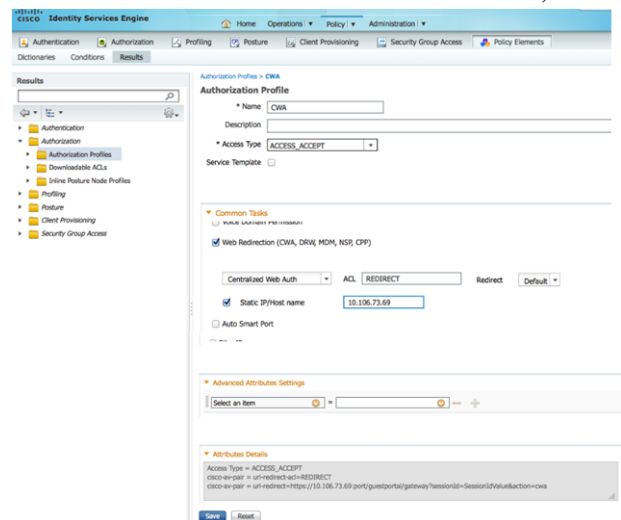 CISCO Identity Services Engine
Home Operations Policy Administration
Authentication Authorization Profiling Posture Client Provisioning Security Group Access Policy Elements
Dictionaries Conditions Results
Results
Authentication
Authorization
Authorization Profiles
Downloadable ACLs
Inline Posture Node Profiles
Profiling
Posture
Client Provisioning
Security Group Access
Authorization Profiles > CWA
Authorization Profile
* Name CWA
Description
* Access Type ACCESS_ACCEPT
Service Template
Common Tasks
Voice Domain Permission
Web Redirection (CWA, DRW, MDM, NSP, CPP)
Centralized Web Auth ACL REDIRECT Redirect Default
Static IP/Host name 10.106.73.69
Auto Smart Port
Advanced Attributes Settings
Select an item =
Attributes Details
Access Type = ACCESS_ACCEPT
cisco-av-pair = url-redirect-acl=REDIRECT
cisco-av-pair = url-redirect=https://10.106.73.69:port/guestportal/gateway?sessionId=SessionIdValue&action=cwa
Save Reset